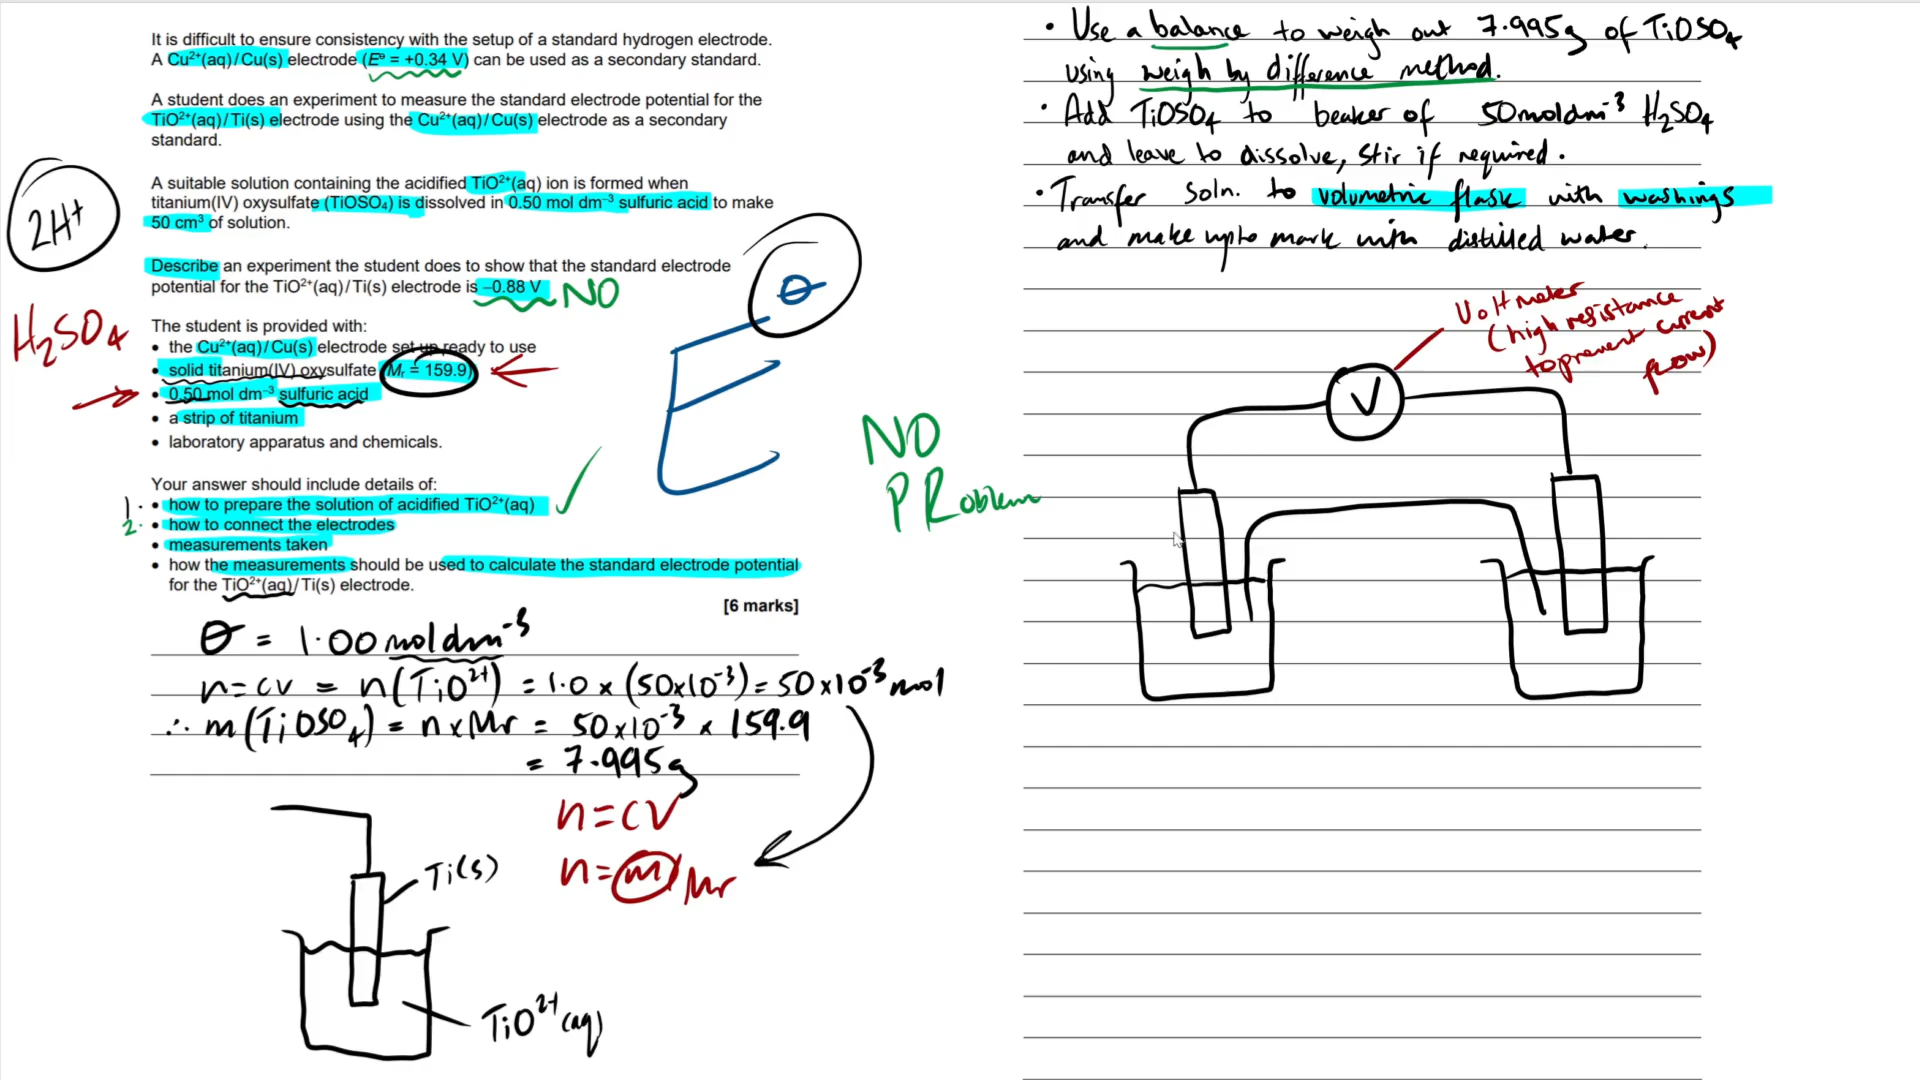 It is difficult to ensure consistency with the setup of a standard hydrogen electrode.
A Cu²⁺(aq)/Cu(s) electrode (E⦵ = +0.34 V) can be used as a secondary standard.
A student does an experiment to measure the standard electrode potential for the
TiO²⁺(aq)/Ti(s) electrode using the Cu²⁺(aq)/Cu(s) electrode as a secondary
standard.
A suitable solution containing the acidified TiO²⁺(aq) ion is formed when
titanium(IV) oxysulfate (TiOSO₄) is dissolved in 0.50 mol dm⁻³ sulfuric acid to make
50 cm³ of solution.
2H⁺
Describe an experiment the student does to show that the standard electrode
potential for the TiO²⁺(aq)/Ti(s) electrode is −0.88 V NO
H₂SO₄
The student is provided with:
• the Cu²⁺(aq)/Cu(s) electrode set up ready to use
• solid titanium(IV) oxysulfate (Mᵣ = 159.9)
• 0.50 mol dm⁻³ sulfuric acid
• a strip of titanium
• laboratory apparatus and chemicals.
E⦵
NO
PRoblem
Your answer should include details of:
1. • how to prepare the solution of acidified TiO²⁺(aq)
2. • how to connect the electrodes
• measurements taken
• how the measurements should be used to calculate the standard electrode potential
for the TiO²⁺(aq)/Ti(s) electrode.
[6 marks]
⦵ = 1.00 mol dm⁻³
n=cv = n(TiO²⁺) = 1.0 × (50×10⁻³) = 50×10⁻³ mol
∴ m(TiOSO₄) = n×Mr = 50×10⁻³ × 159.9
= 7.995g
n=cv
n=m/Mr
Ti(s)
TiO²⁺(aq)
• Use a balance to weigh out 7.995g of TiOSO₄
using weigh by difference method.
• Add TiOSO₄ to beaker of 50moldm⁻³ H₂SO₄
and leave to dissolve, stir if required.
• Transfer soln. to volumetric flask with washings
and make upto mark with distilled water.
Voltmeter
(high resistance
to prevent current
flow)
V